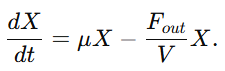 dX/dt = μX − F_out/V X.